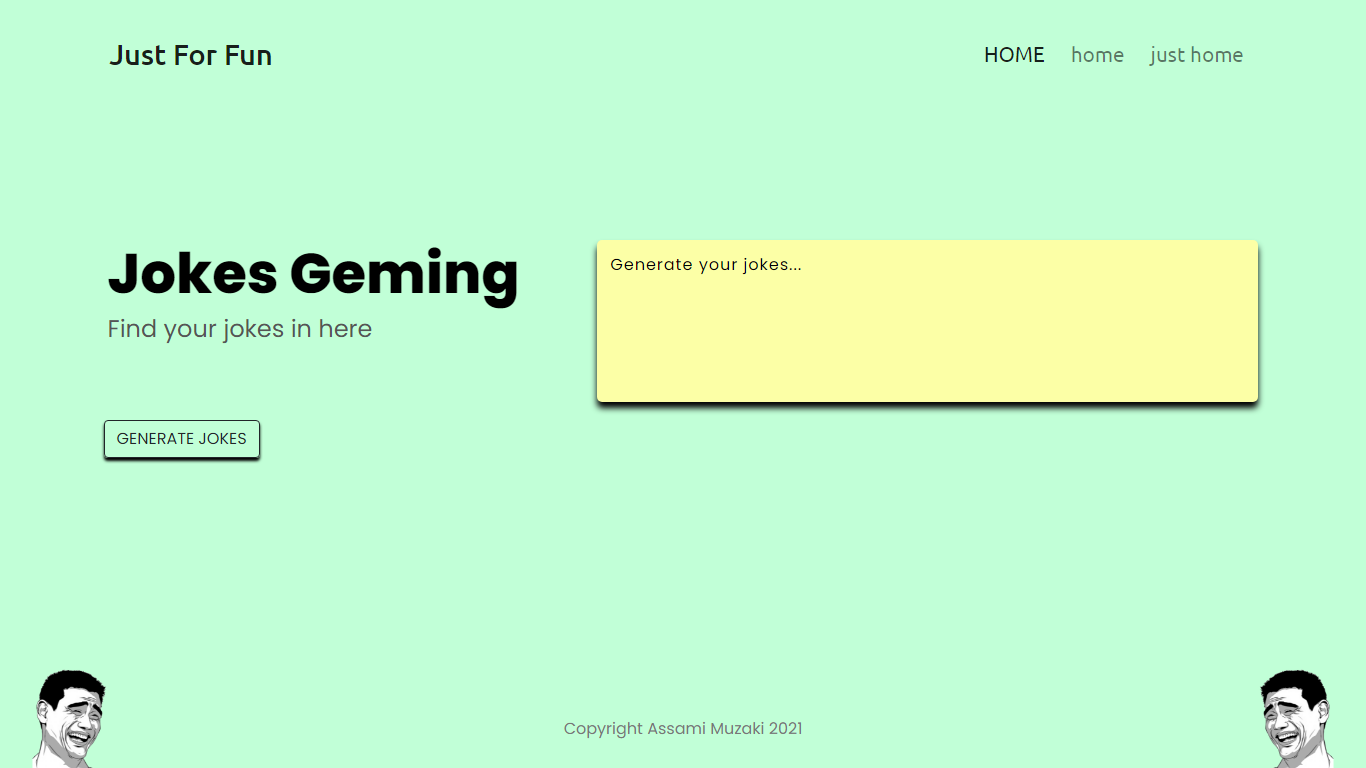 Just For Fun
HOME home just home
Jokes Geming
Find your jokes in here
Generate your jokes...
GENERATE JOKES
Copyright Assami Muzaki 2021